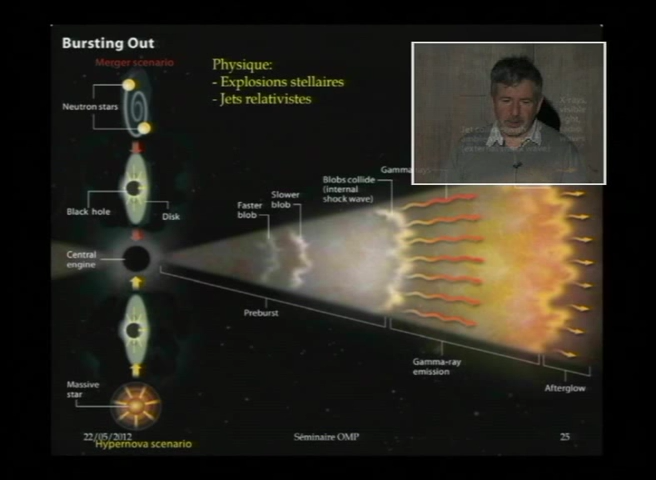 Bursting Out
Merger scenario
Physique:
- Explosions stellaires
- Jets relativistes
Neutron stars
Black hole
Disk
Central
engine
Massive
star
Hypernova scenario
Faster
blob
Slower
blob
Blobs collide
(internal
shock wave)
Preburst
Gamma-ray
emission
Afterglow
X-rays,
22/05/2012
Séminaire OMP
25